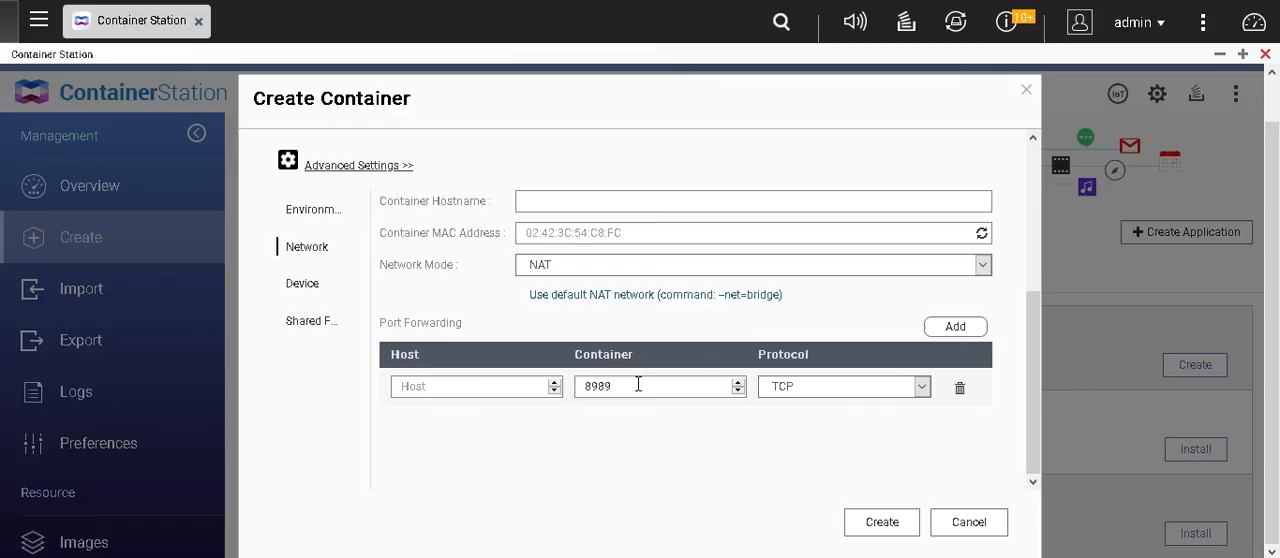 Container Station
10+
admin
Container Station
ContainerStation
Management
Overview
Create
Import
Export
Logs
Preferences
Resource
Images
Create Container
Advanced Settings >>
Environm...
Network
Device
Shared F...
Container Hostname :
Container MAC Address : 02:42:3C:54:C8:FC
Network Mode : NAT
Use default NAT network (command: --net=bridge)
Port Forwarding
Add
Host Container Protocol
Host 8989 TCP
Create Cancel
IoT
+ Create Application
Create
Install
Install